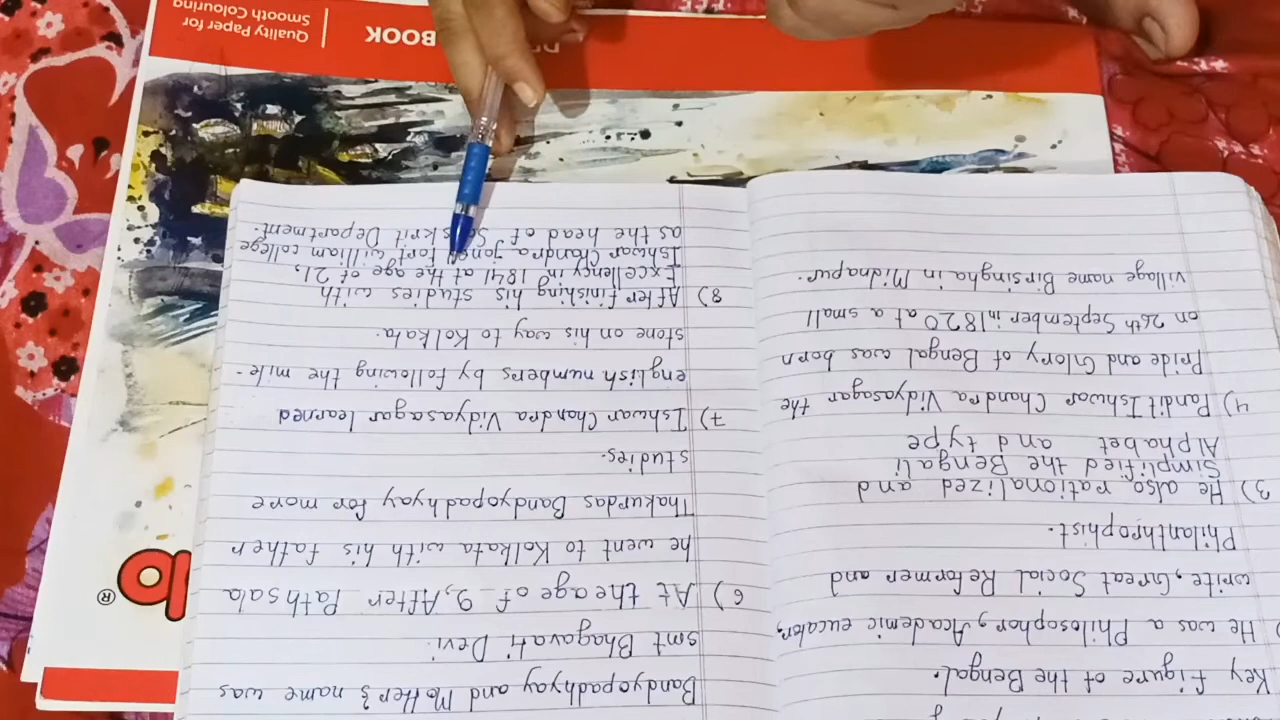 Key figure of the Bengal.
He was a Philosopher, Academic eucator,
write, Great Social Reformer and
Philanthrophist.
3) He also rationalized and
Simplified the Bengali
Alphabet and type
4) Pandit Ishwar Chandra Vidyasagar the
Pride and Glory of Bengal was born
on 26th September in 1820 at a small
village name Birsingha in Midnapur.
Bandyopadhyay and Mother's name was
smt Bhagavati Devi.
6) At the age of 9, After Pathsala
he went to Kolkata with his father
Thakurdas Bandyopadhyay for more
studies.
7) Ishwar Chandra Vidyasagar learned
english numbers by following the mile-
stone on his way to Kolkata.
8) After finishing his studies with
Excellency in 1841 at the age of 21,
Ishwar Chandra fort William college
as the head of Department.
BOOK
Quality Paper for
Smooth Colouring